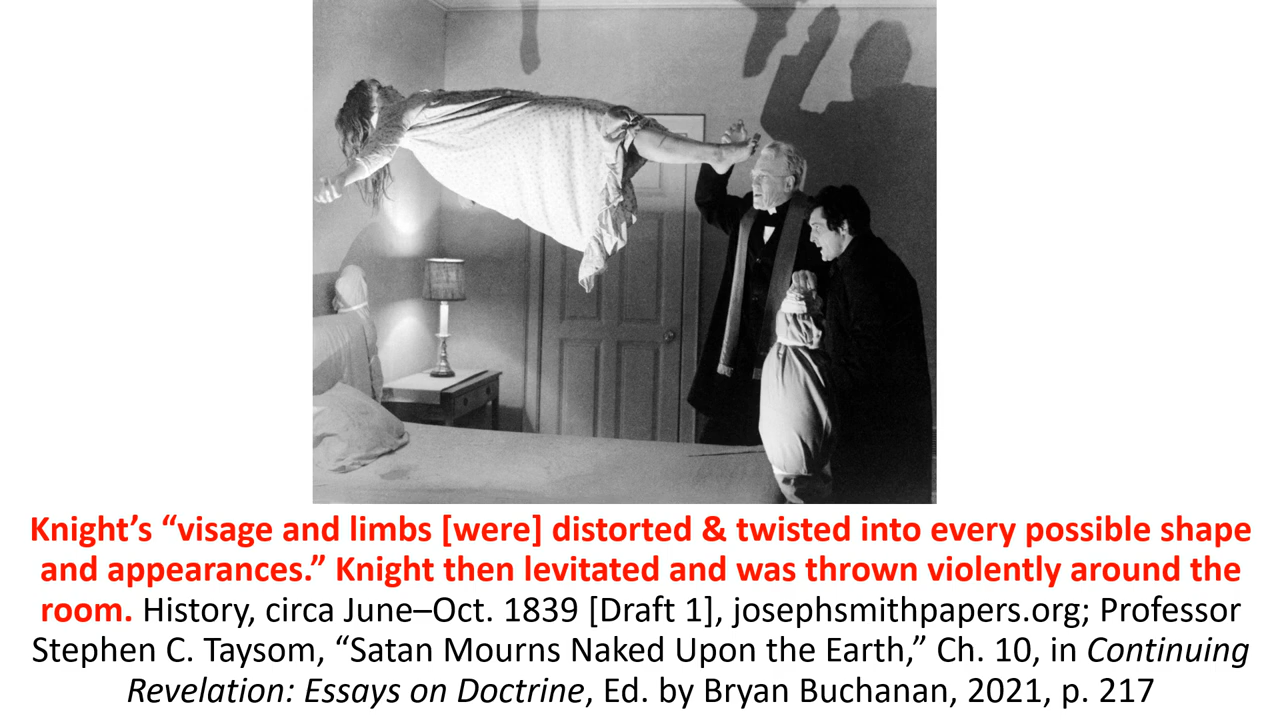 Knight’s “visage and limbs [were] distorted & twisted into every possible shape
and appearances.” Knight then levitated and was thrown violently around the
room. History, circa June–Oct. 1839 [Draft 1], josephsmithpapers.org; Professor
Stephen C. Taysom, “Satan Mourns Naked Upon the Earth,” Ch. 10, in Continuing
Revelation: Essays on Doctrine, Ed. by Bryan Buchanan, 2021, p. 217